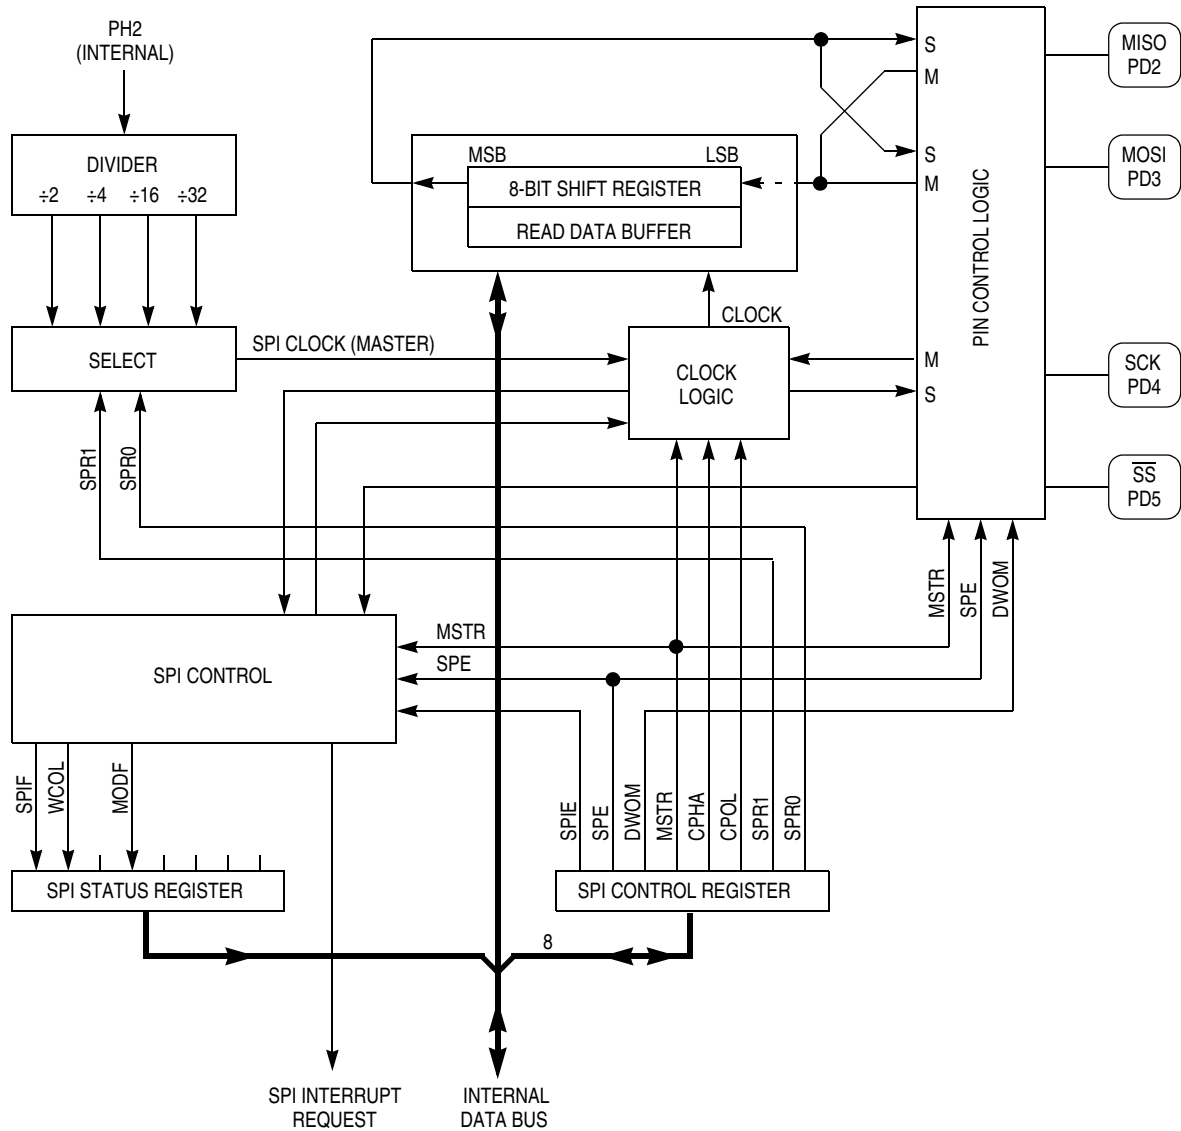 PH2
(INTERNAL)
DIVIDER
÷2 ÷4 ÷16 ÷32
SELECT
SPI CLOCK (MASTER)
SPR1
SPR0
MSB LSB
8-BIT SHIFT REGISTER
READ DATA BUFFER
CLOCK
CLOCK
LOGIC
S
M
S
M
M
S
PIN CONTROL LOGIC
MISO
PD2
MOSI
PD3
SCK
PD4
SS
PD5
MSTR
SPE
DWOM
SPI CONTROL
MSTR
SPE
SPIF
WCOL
MODF
SPIE
SPE
DWOM
MSTR
CPHA
CPOL
SPR1
SPR0
SPI STATUS REGISTER
SPI CONTROL REGISTER
8
SPI INTERRUPT
REQUEST
INTERNAL
DATA BUS